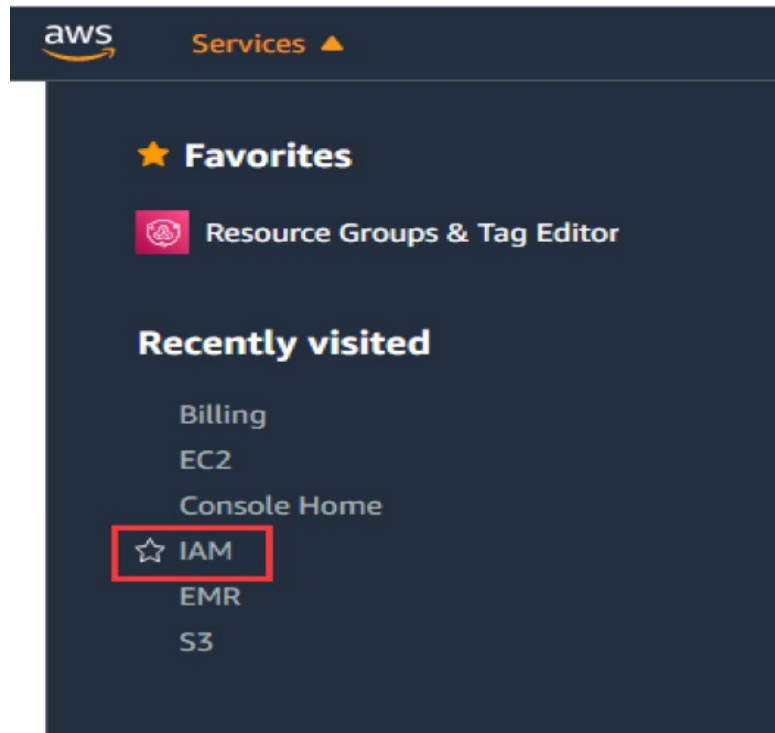 aws
Services
Favorites
Resource Groups & Tag Editor
Recently visited
Billing
EC2
Console Home
IAM
EMR
S3